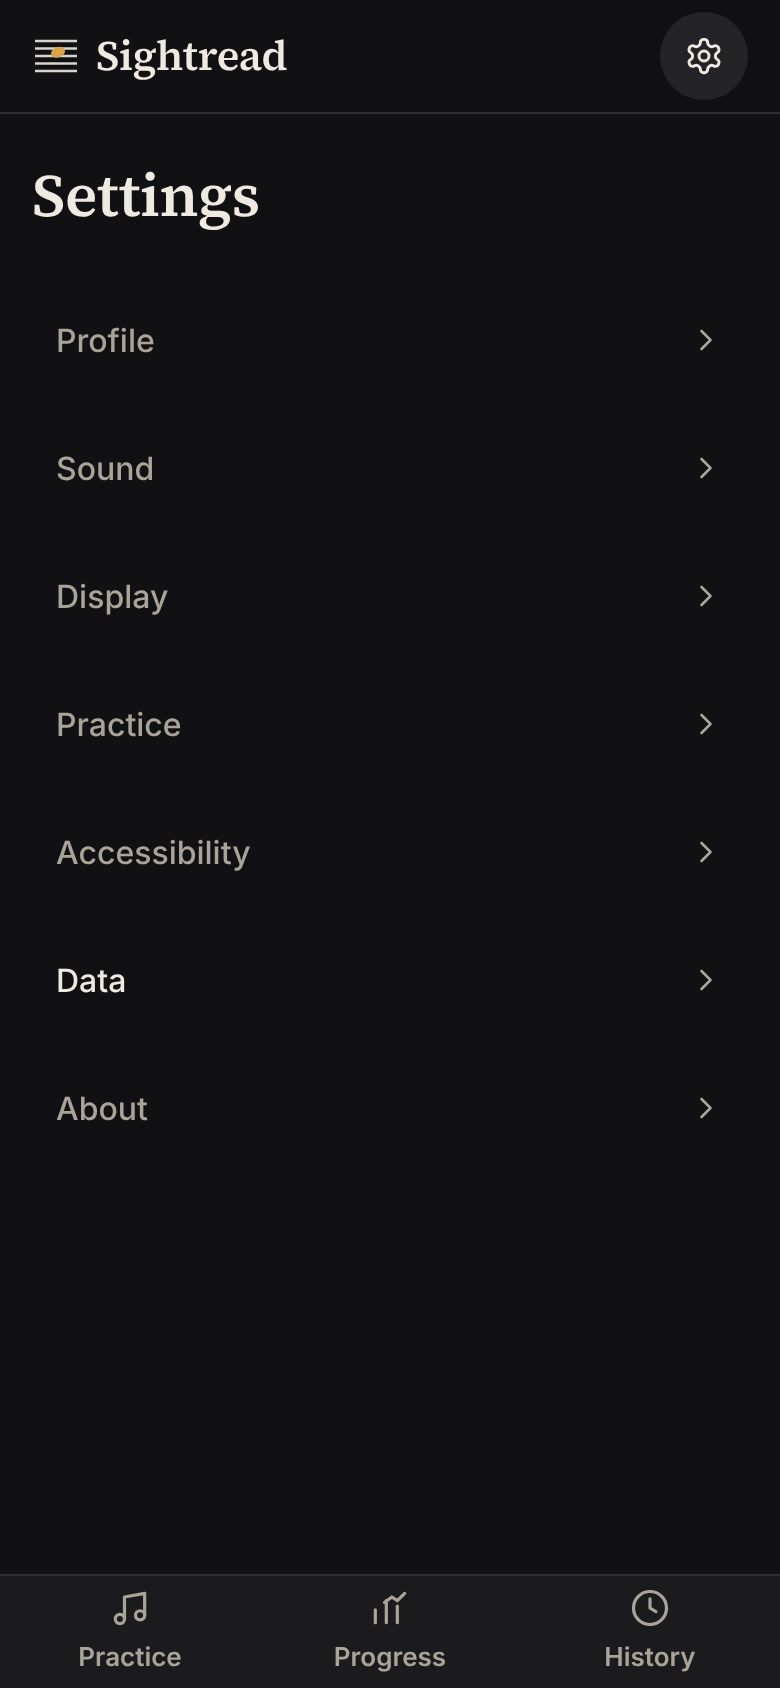 Sightread
Settings
Profile
Sound
Display
Practice
Accessibility
Data
About
Practice
Progress
History